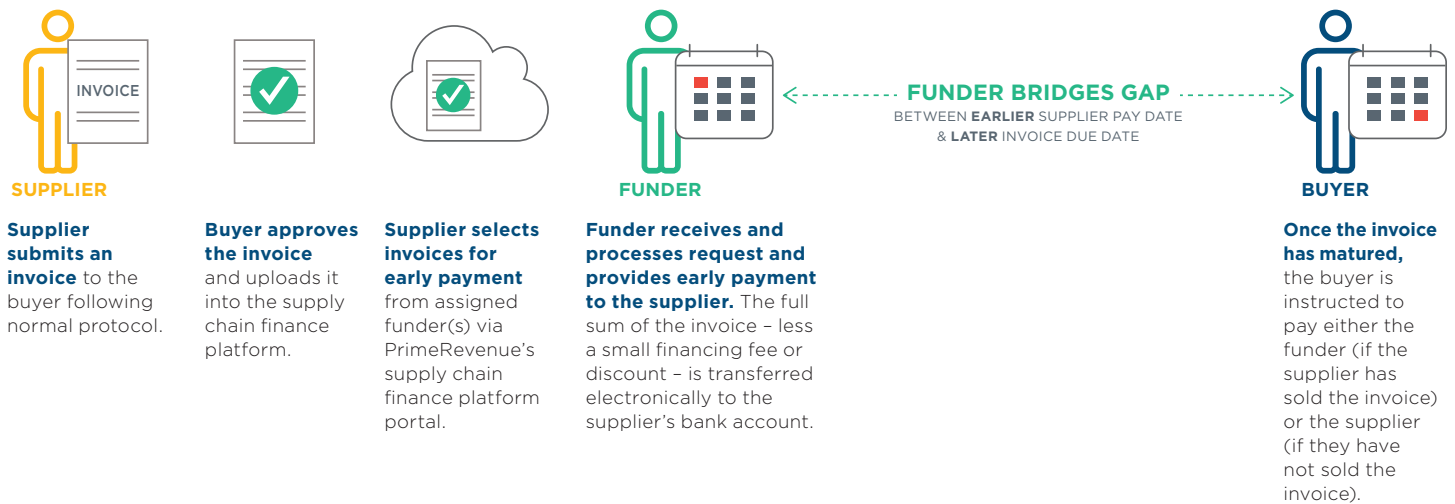 INVOICE
SUPPLIER
Supplier
submits an
invoice to the
buyer following
normal protocol.
Buyer approves
the invoice
and uploads it
into the supply
chain finance
platform.
Supplier selects
invoices for
early payment
from assigned
funder(s) via
PrimeRevenue’s
supply chain
finance platform
portal.
FUNDER
Funder receives and
processes request and
provides early payment
to the supplier. The full
sum of the invoice – less
a small financing fee or
discount – is transferred
electronically to the
supplier’s bank account.
FUNDER BRIDGES GAP
BETWEEN EARLIER SUPPLIER PAY DATE
& LATER INVOICE DUE DATE
BUYER
Once the invoice
has matured,
the buyer is
instructed to
pay either the
funder (if the
supplier has
sold the invoice)
or the supplier
(if they have
not sold the
invoice).